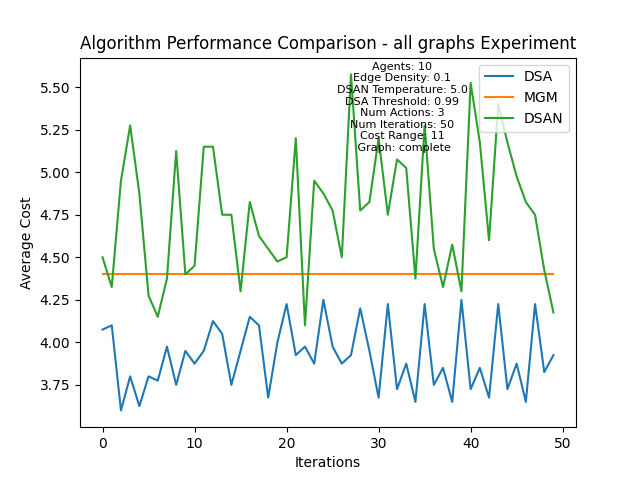 Algorithm Performance Comparison - all graphs Experiment
Agents: 10
Edge Density: 0.1
DSAN Temperature: 5.0
DSA Threshold: 0.99
Num Actions: 3
Num Iterations: 50
Cost Range: 11
Graph: complete
DSA
MGM
DSAN
Average Cost
5.50
5.25
5.00
4.75
4.50
4.25
4.00
3.75
0 10 20 30 40 50
Iterations